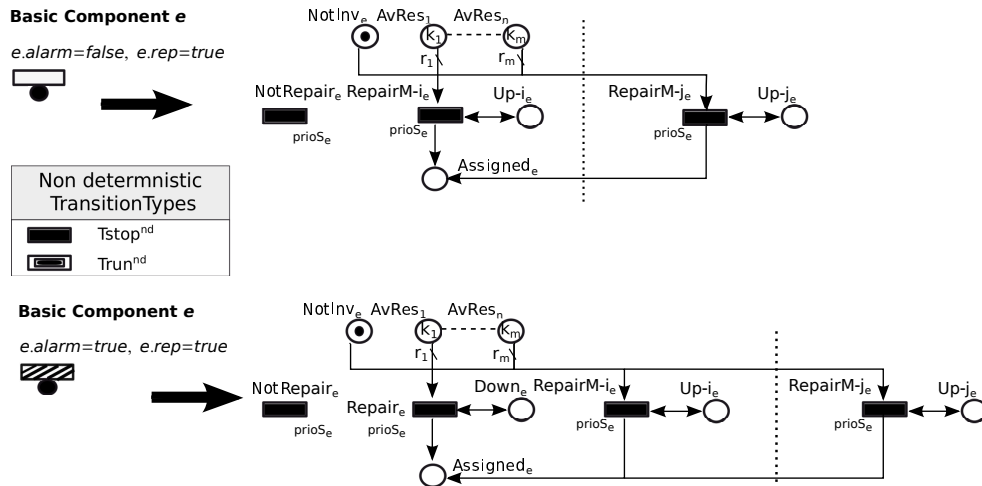 Basic Component e
e.alarm=false, e.rep=true
NotInv_e AvRes_1 AvRes_n
k_1 k_m
r_1 r_m
NotRepair_e RepairM-i_e Up-i_e RepairM-j_e Up-j_e
prioS_e prioS_e prioS_e
Assigned_e
Non determnistic
TransitionTypes
Tstop^nd
Trun^nd
Basic Component e
e.alarm=true, e.rep=true
NotInv_e AvRes_1 AvRes_n
k_1 k_m
r_1 r_m
NotRepair_e Repair_e Down_e RepairM-i_e Up-i_e RepairM-j_e Up-j_e
prioS_e prioS_e prioS_e prioS_e
Assigned_e